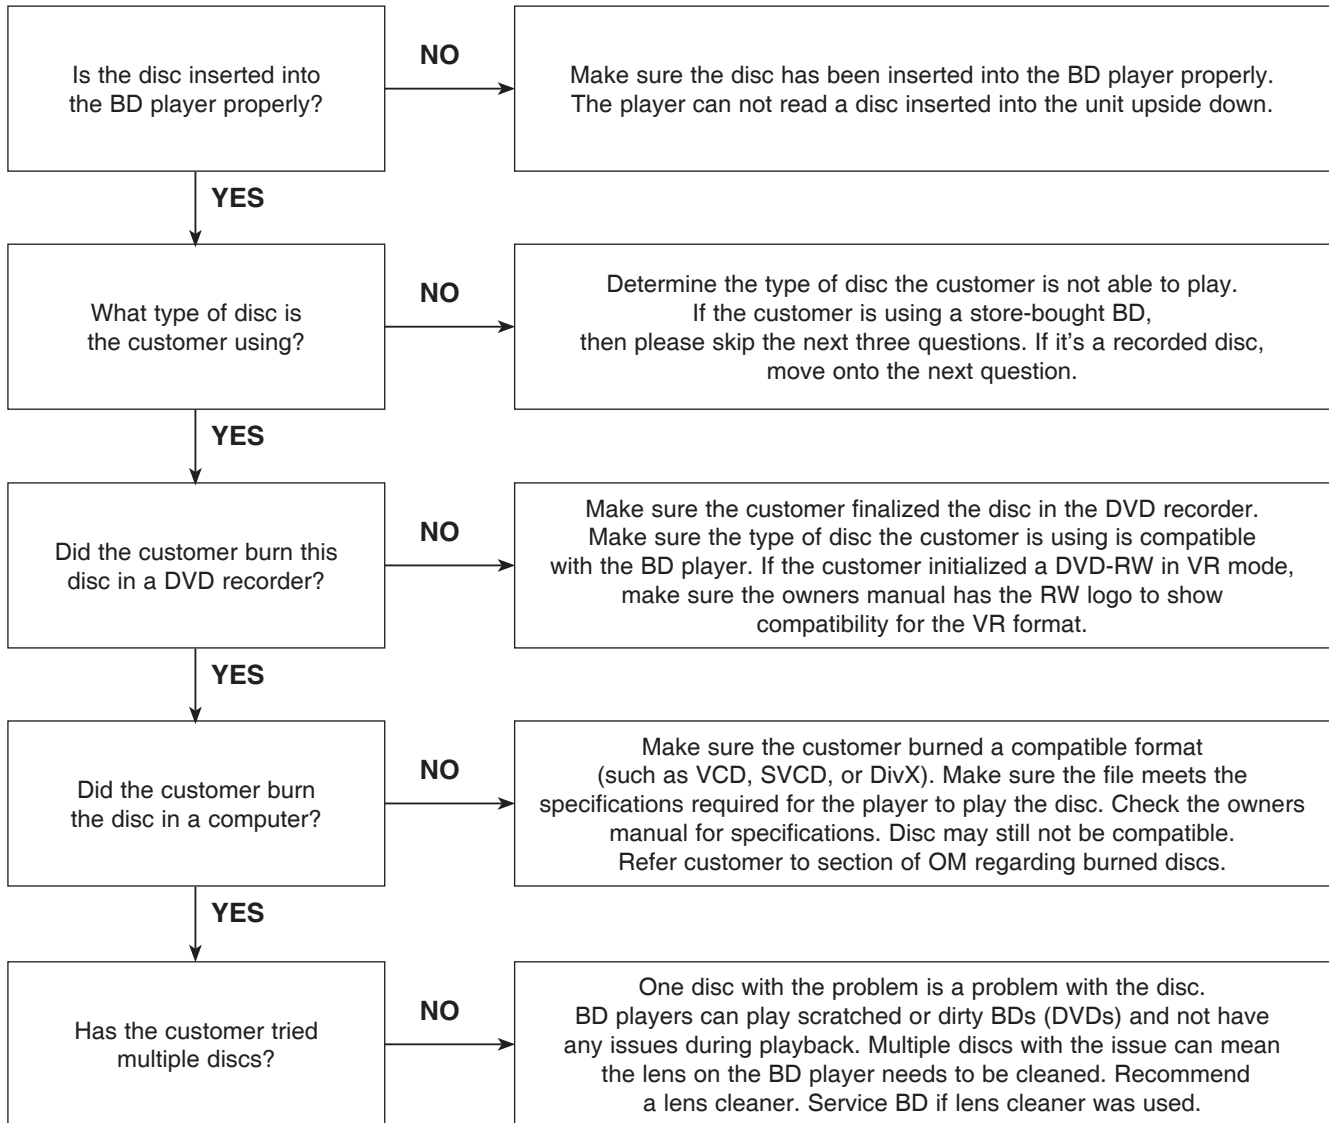 Is the disc inserted into
the BD player properly?
NO
Make sure the disc has been inserted into the BD player properly.
The player can not read a disc inserted into the unit upside down.
YES
What type of disc is
the customer using?
NO
Determine the type of disc the customer is not able to play.
If the customer is using a store-bought BD,
then please skip the next three questions. If it's a recorded disc,
move onto the next question.
YES
Did the customer burn this
disc in a DVD recorder?
NO
Make sure the customer finalized the disc in the DVD recorder.
Make sure the type of disc the customer is using is compatible
with the BD player. If the customer initialized a DVD-RW in VR mode,
make sure the owners manual has the RW logo to show
compatibility for the VR format.
YES
Did the customer burn
the disc in a computer?
NO
Make sure the customer burned a compatible format
(such as VCD, SVCD, or DivX). Make sure the file meets the
specifications required for the player to play the disc. Check the owners
manual for specifications. Disc may still not be compatible.
Refer customer to section of OM regarding burned discs.
YES
Has the customer tried
multiple discs?
NO
One disc with the problem is a problem with the disc.
BD players can play scratched or dirty BDs (DVDs) and not have
any issues during playback. Multiple discs with the issue can mean
the lens on the BD player needs to be cleaned. Recommend
a lens cleaner. Service BD if lens cleaner was used.